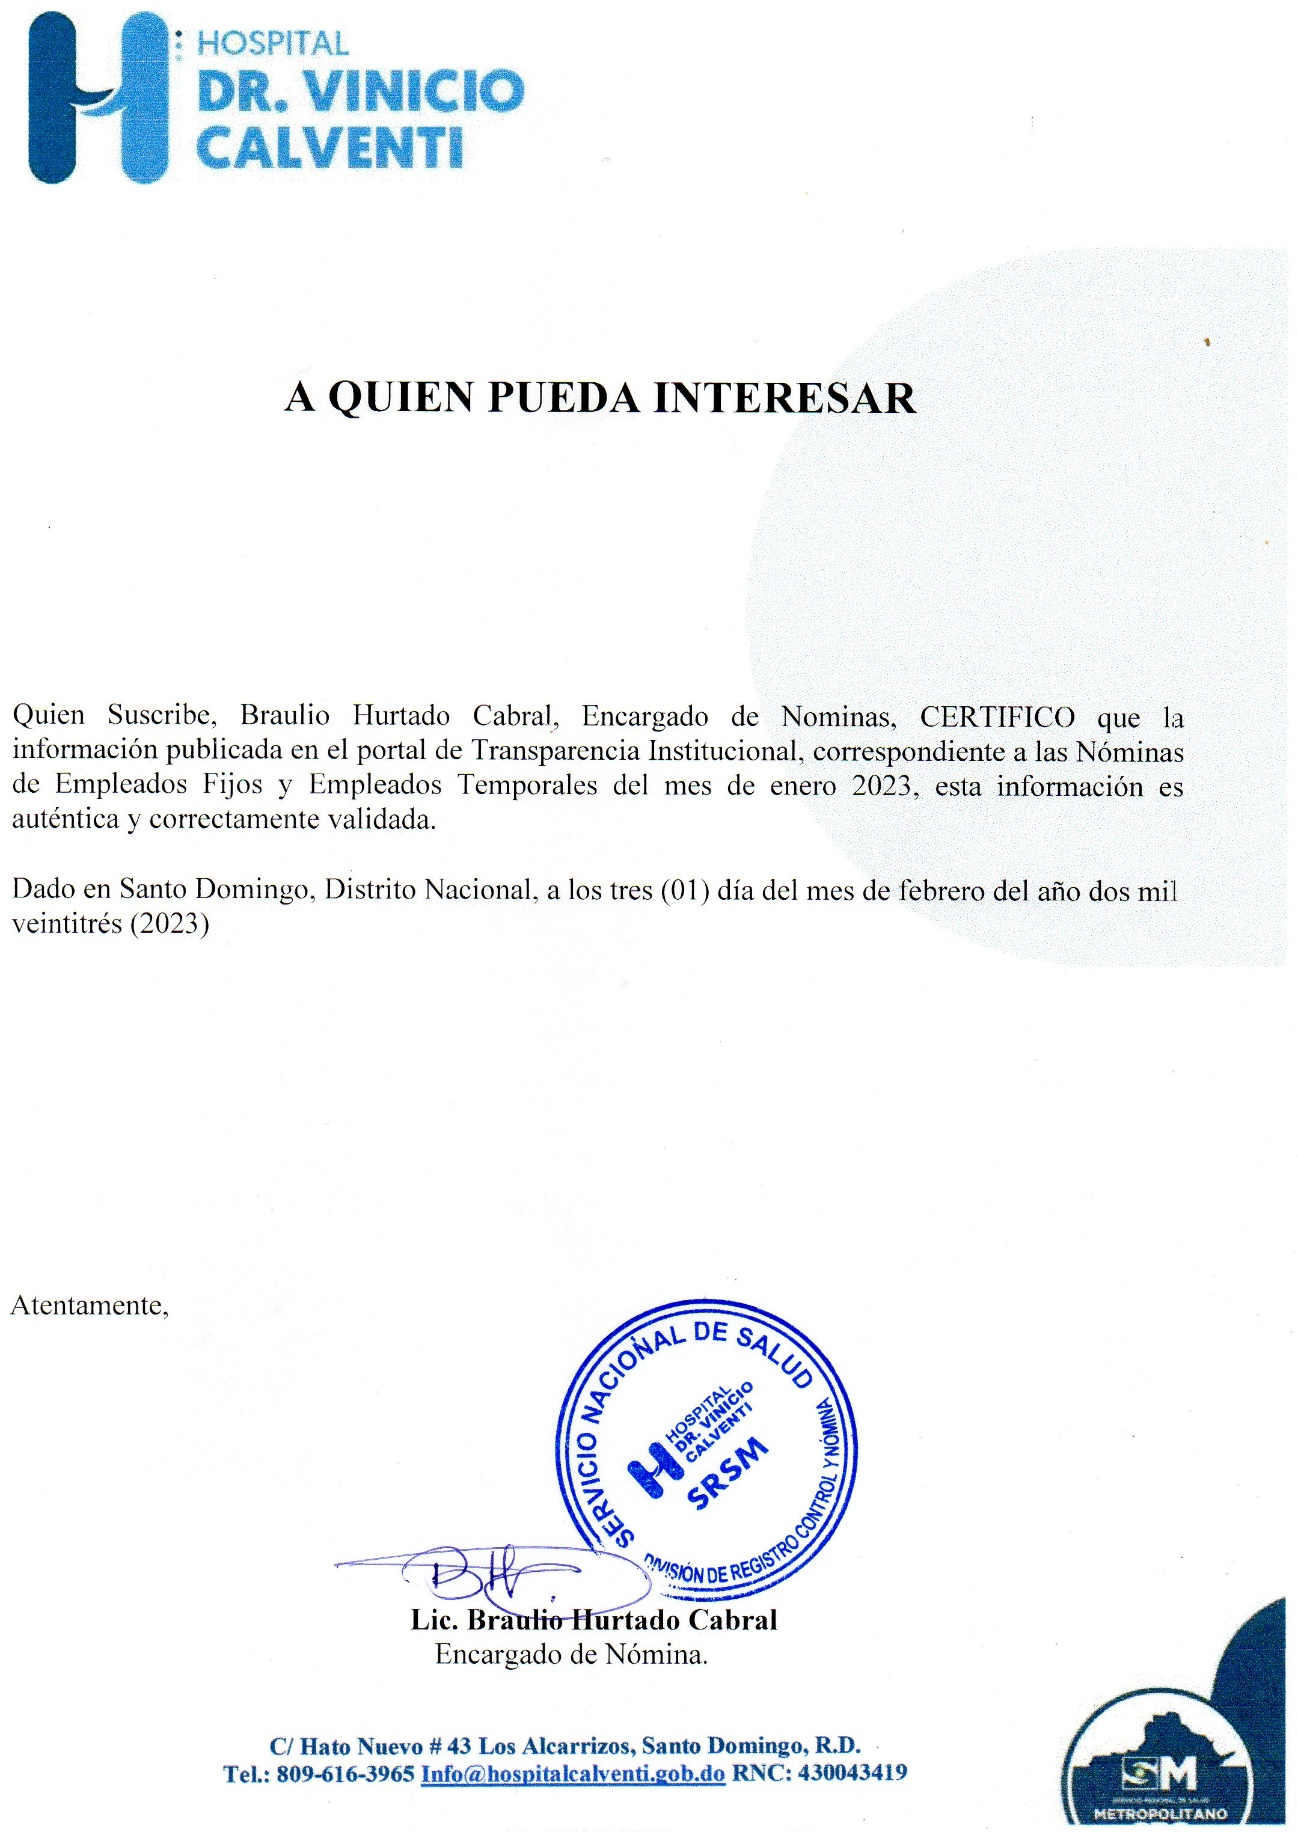 HOSPITAL
DR. VINICIO
CALVENTI
A QUIEN PUEDA INTERESAR
Quien Suscribe, Braulio Hurtado Cabral, Encargado de Nominas, CERTIFICO que la
información publicada en el portal de Transparencia Institucional, correspondiente a las Nóminas
de Empleados Fijos y Empleados Temporales del mes de enero 2023, esta información es
auténtica y correctamente validada.
Dado en Santo Domingo, Distrito Nacional, a los tres (01) día del mes de febrero del año dos mil
veintitrés (2023)
Atentamente,
SERVICIO NACIONAL DE SALUD
HOSPITAL
DR. VINICIO
CALVENTI
SRSM
DIVISIÓN DE REGISTRO CONTROL Y NÓMINA
Lic. Braulio Hurtado Cabral
Encargado de Nómina.
C/ Hato Nuevo # 43 Los Alcarrizos, Santo Domingo, R.D.
Tel.: 809-616-3965 Info@hospitalcalventi.gob.do RNC: 430043419
SM
SERVICIO REGIONAL DE SALUD
METROPOLITANO